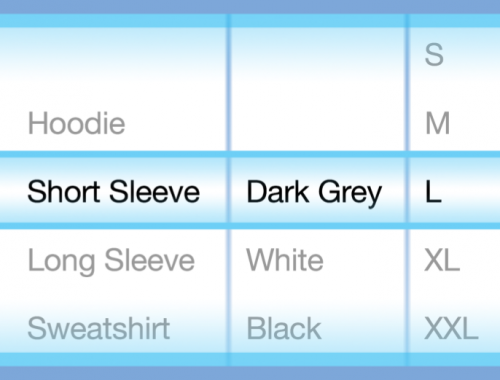 S
Hoodie M
Short Sleeve Dark Grey L
Long Sleeve White XL
Sweatshirt Black XXL